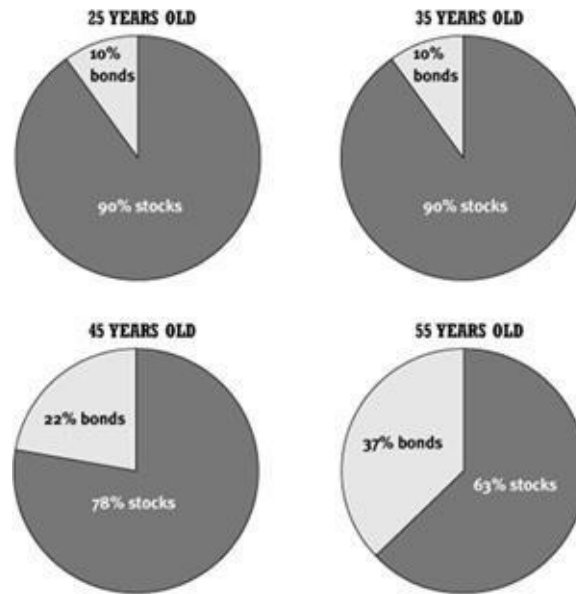 25 YEARS OLD
10%
bonds
90% stocks
35 YEARS OLD
10%
bonds
90% stocks
45 YEARS OLD
22% bonds
78% stocks
55 YEARS OLD
37% bonds
63% stocks